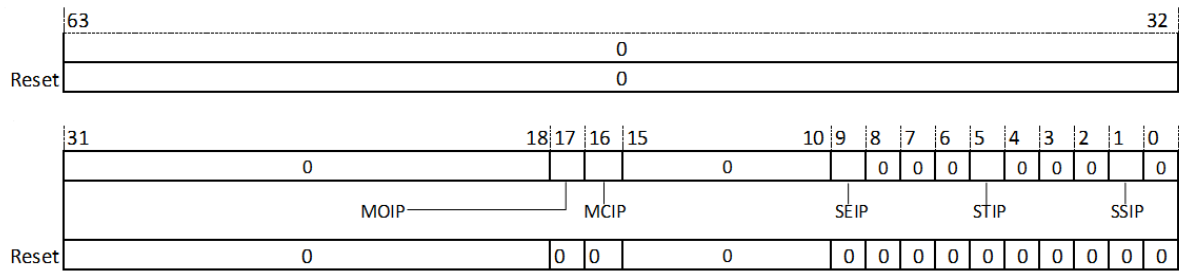 63 32
0
Reset 0
31 18 17 16 15 10 9 8 7 6 5 4 3 2 1 0
0 0 0 0 0 0 0 0 0
MOIP MCIP SEIP STIP SSIP
Reset 0 0 0 0 0 0 0 0 0 0 0 0 0 0